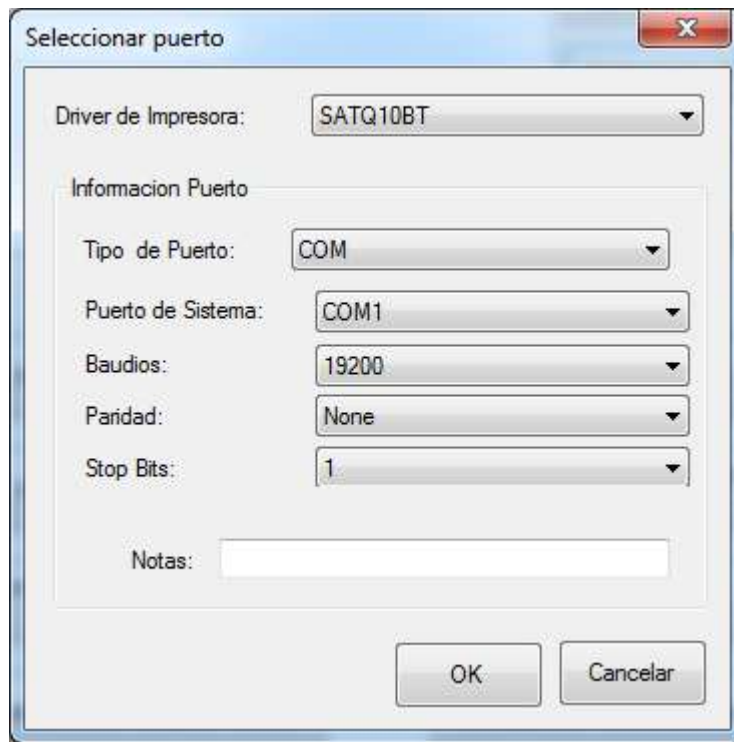 Seleccionar puerto
Driver de Impresora: SATQ10BT
Informacion Puerto
Tipo de Puerto: COM
Puerto de Sistema: COM1
Baudios: 19200
Paridad: None
Stop Bits: 1
Notas:
OK Cancelar